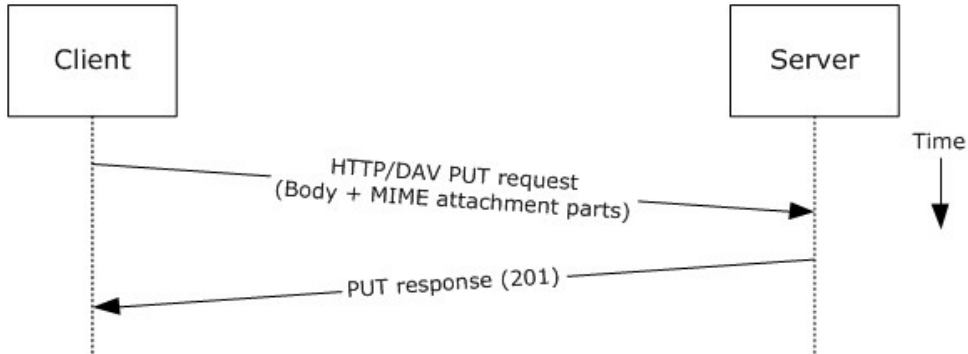 Client
Server
Time
HTTP/DAV PUT request
(Body + MIME attachment parts)
PUT response (201)